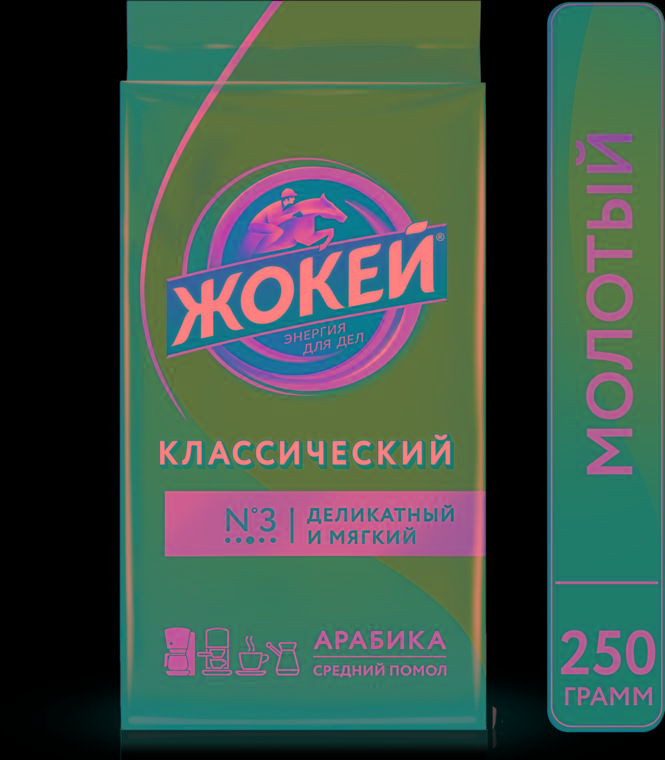 ЖОКЕЙ®
ЭНЕРГИЯ
ДЛЯ ДЕЛ
КЛАССИЧЕСКИЙ
N°3
ДЕЛИКАТНЫЙ
И МЯГКИЙ
АРАБИКА
СРЕДНИЙ ПОМОЛ
МОЛОТЫЙ
250
ГРАММ